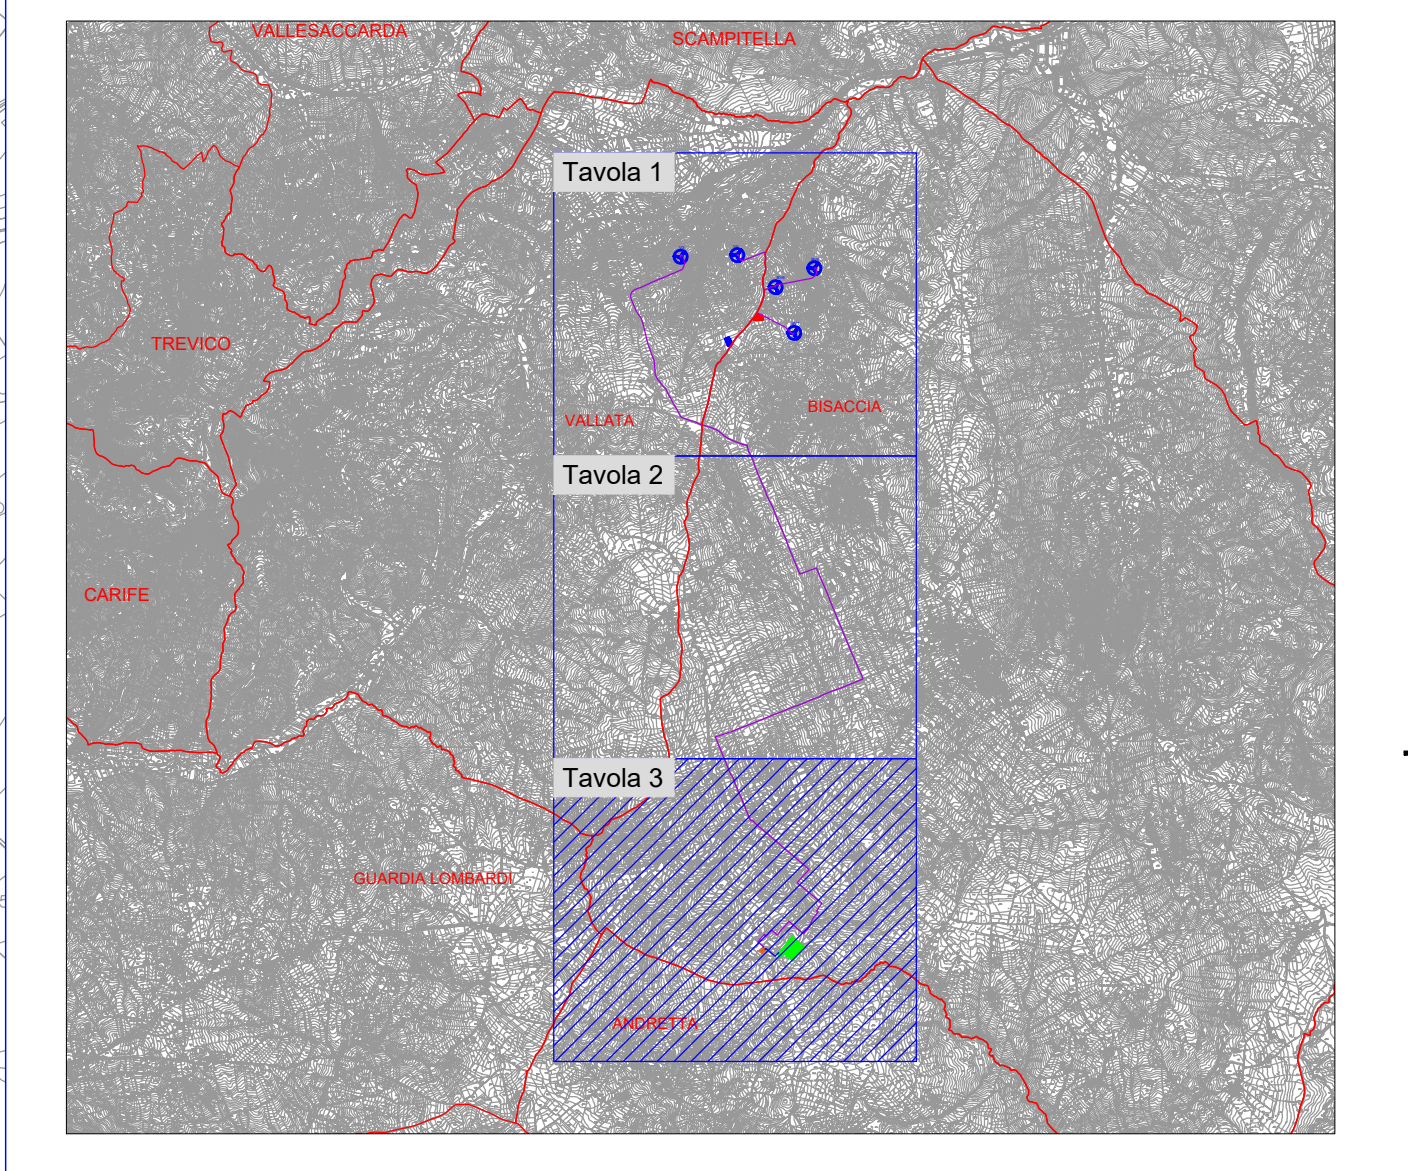 VALLESACCARDA
SCAMPITELLA
Tavola 1
TREVICO
BISACCIA
VALLATA
Tavola 2
CARIFE
Tavola 3
GUARDIA LOMBARDI
ANDRETTA